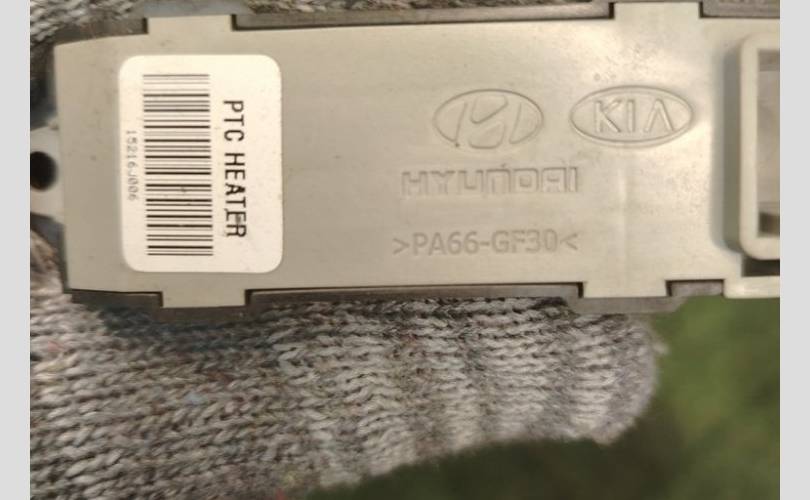 PTC HEATER
15216J006
KIA
HYUNDAI
>PA66-GF30<